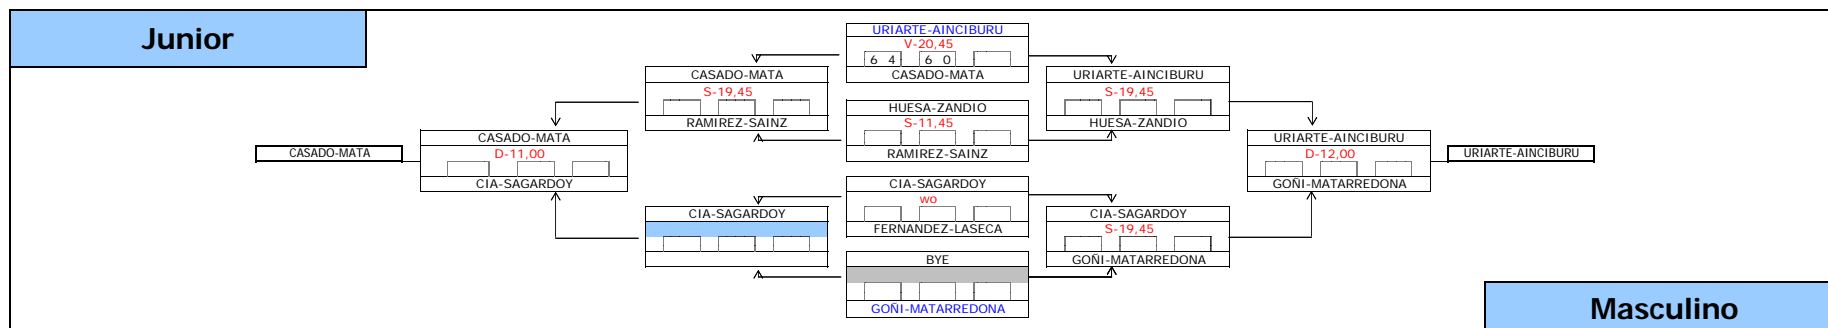 Junior
URIARTE-AINCIBURU
V-20,45
6 4 6 0
CASADO-MATA
CASADO-MATA
S-19,45
RAMIREZ-SAINZ
URIARTE-AINCIBURU
S-19,45
HUESA-ZANDIO
HUESA-ZANDIO
S-11,45
RAMIREZ-SAINZ
CASADO-MATA
CASADO-MATA
D-11,00
CIA-SAGARDOY
URIARTE-AINCIBURU
D-12,00
GOÑI-MATARREDONA
URIARTE-AINCIBURU
CIA-SAGARDOY
wo
FERNANDEZ-LASECA
CIA-SAGARDOY
CIA-SAGARDOY
S-19,45
GOÑI-MATARREDONA
BYE
GOÑI-MATARREDONA
Masculino